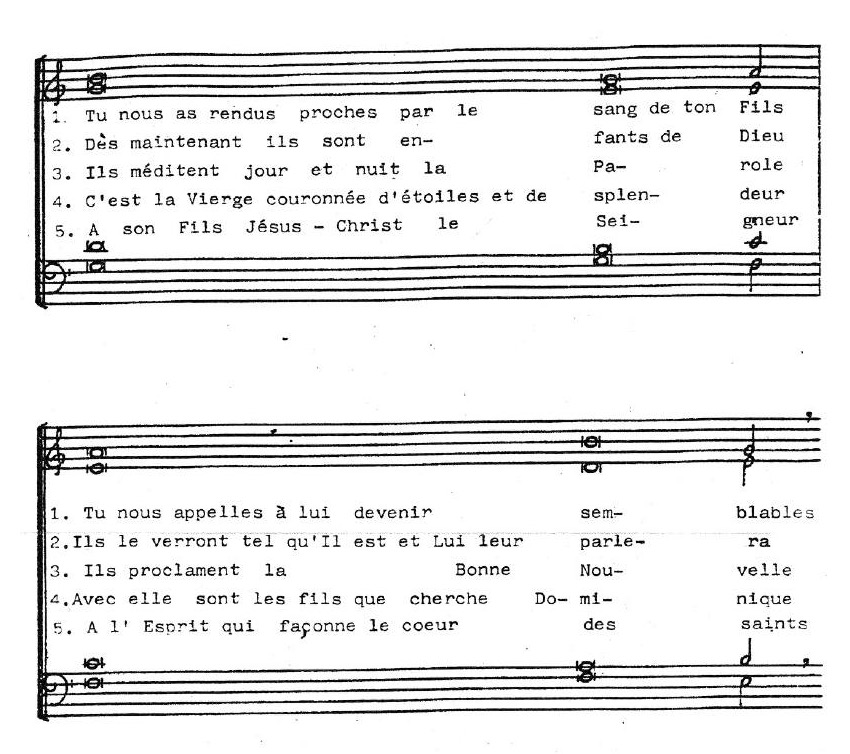 1. Tu nous as rendus proches par le sang de ton Fils
2. Dès maintenant ils sont en- fants de Dieu
3. Ils méditent jour et nuit la Pa- role
4. C'est la Vierge couronnée d'étoiles et de splen- deur
5. A son Fils Jésus - Christ le Sei- gneur
1. Tu nous appelles à lui devenir sem- blables
2. Ils le verront tel qu'Il est et Lui leur parle- ra
3. Ils proclament la Bonne Nou- velle
4. Avec elle sont les fils que cherche Do- mi- nique
5. A l' Esprit qui façonne le coeur des saints